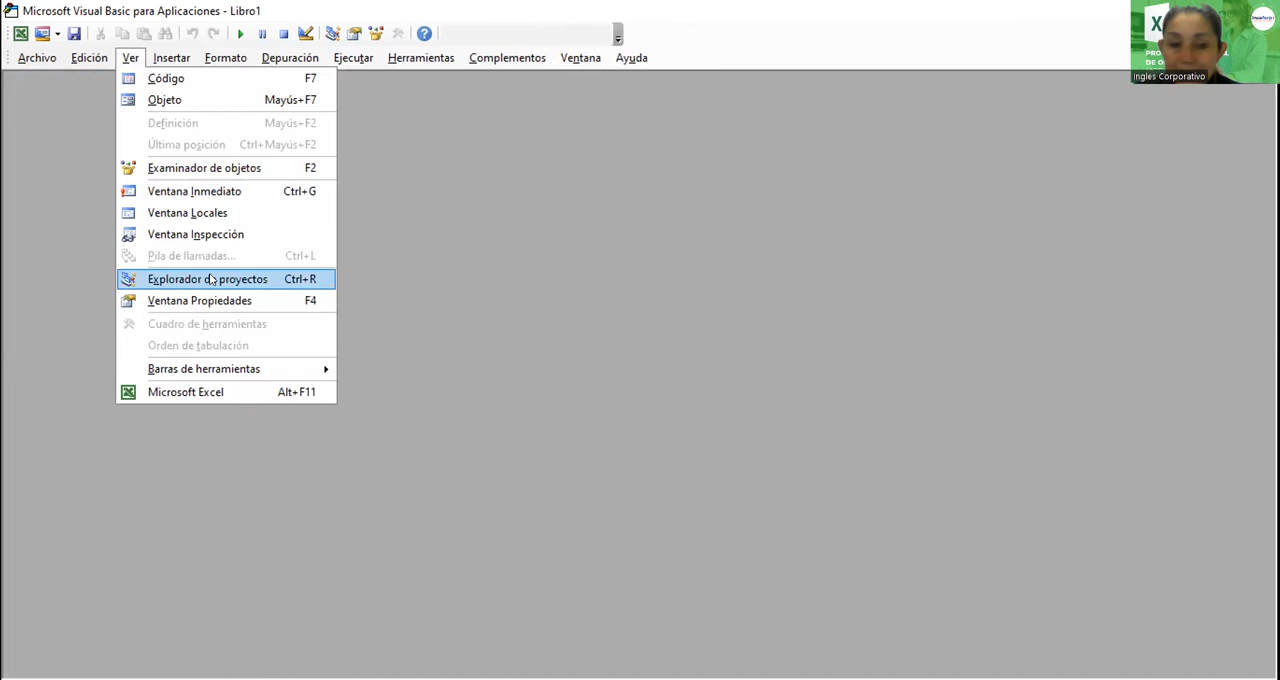 Microsoft Visual Basic para Aplicaciones - Libro1
Archivo Edición Ver Insertar Formato Depuración Ejecutar Herramientas Complementos Ventana Ayuda
Código F7
Objeto Mayús+F7
Definición Mayús+F2
Última posición Ctrl+Mayús+F2
Examinador de objetos F2
Ventana Inmediato Ctrl+G
Ventana Locales
Ventana Inspección
Pila de llamadas... Ctrl+L
Explorador de proyectos Ctrl+R
Ventana Propiedades F4
Cuadro de herramientas
Orden de tabulación
Barras de herramientas
Microsoft Excel Alt+F11
Ingles Corporativo